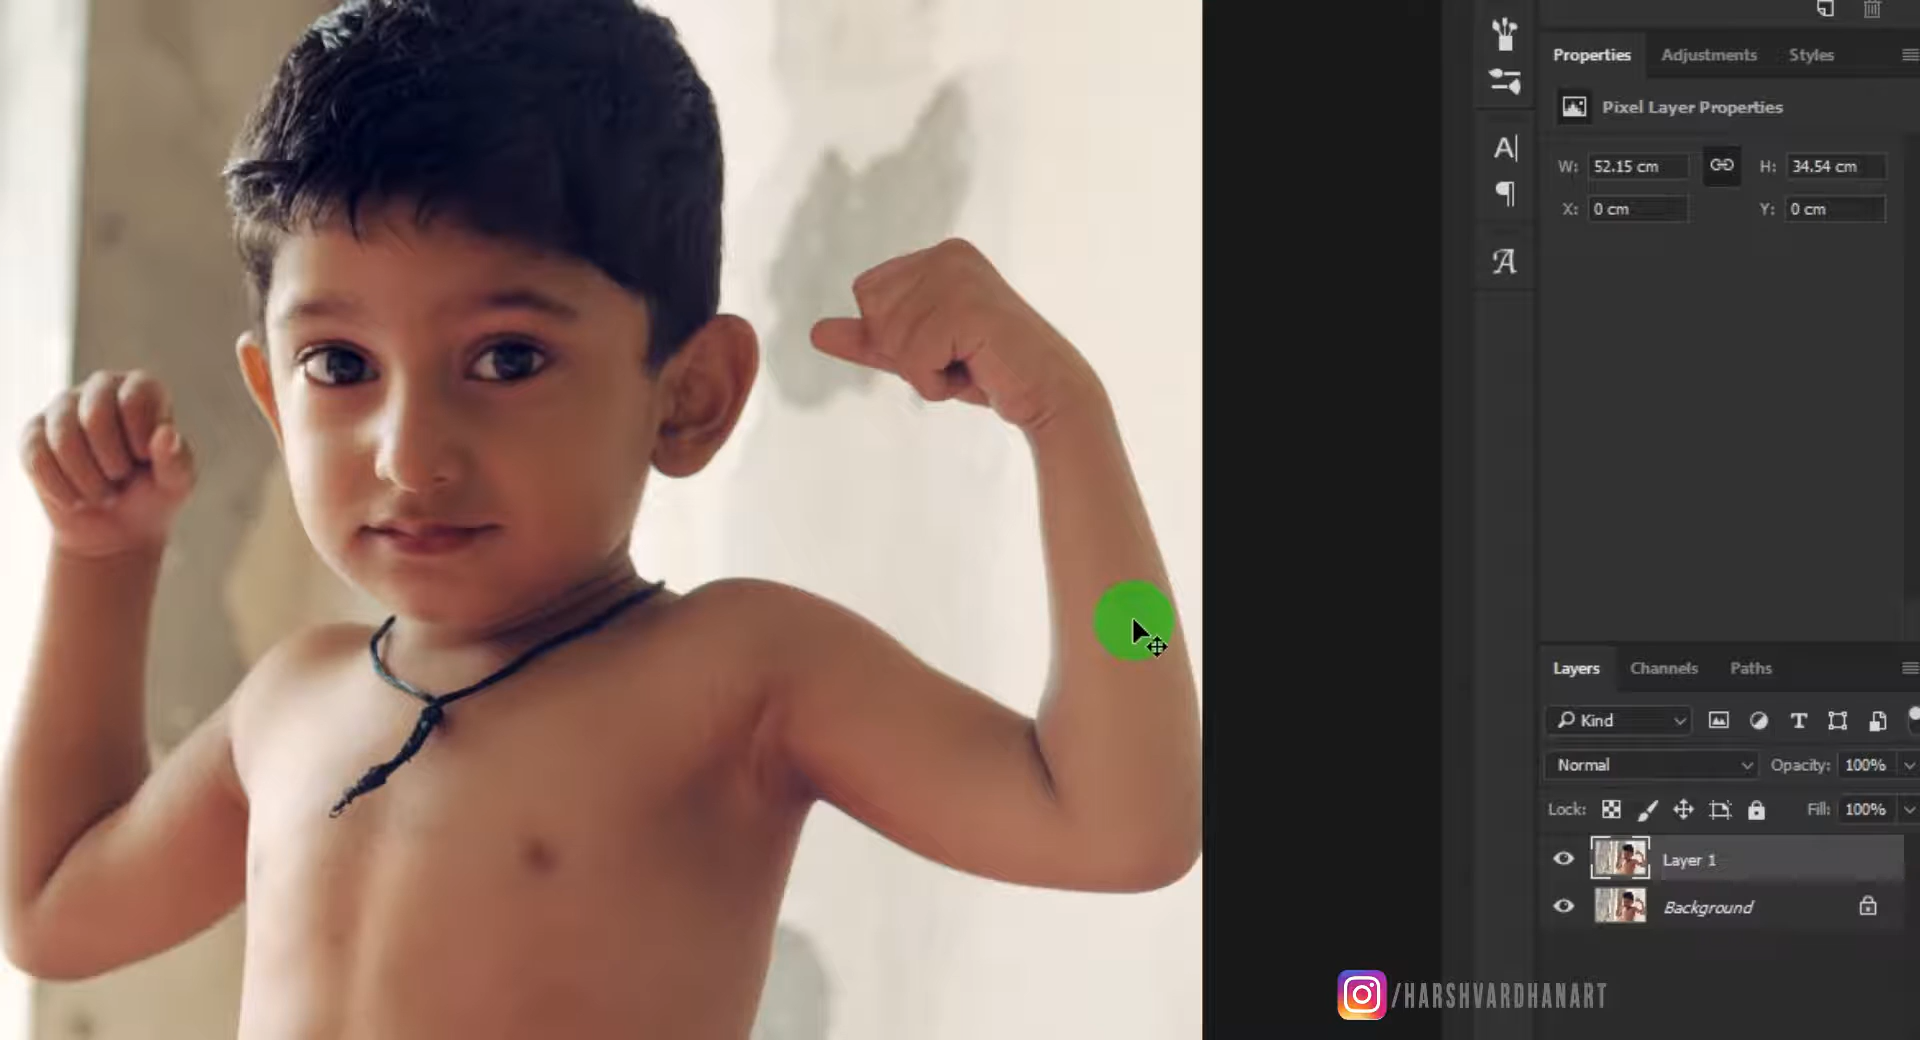 Properties Adjustments Styles
Pixel Layer Properties
W: 52.15 cm H: 34.54 cm
X: 0 cm Y: 0 cm
Layers Channels Paths
Kind
Normal Opacity: 100%
Lock: Fill: 100%
Layer 1
Background
/HARSHVARDHANART